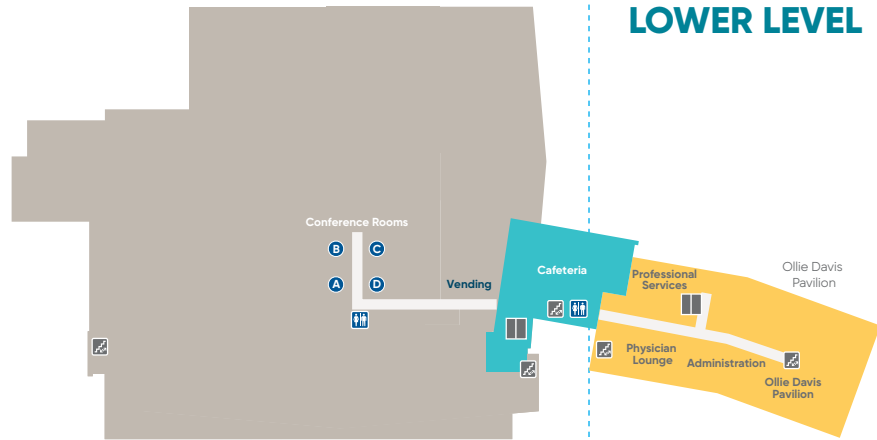 LOWER LEVEL
Conference Rooms
B
C
A
D
Vending
Cafeteria
Professional
Services
Ollie Davis
Pavilion
Physician
Lounge
Administration
Ollie Davis
Pavilion